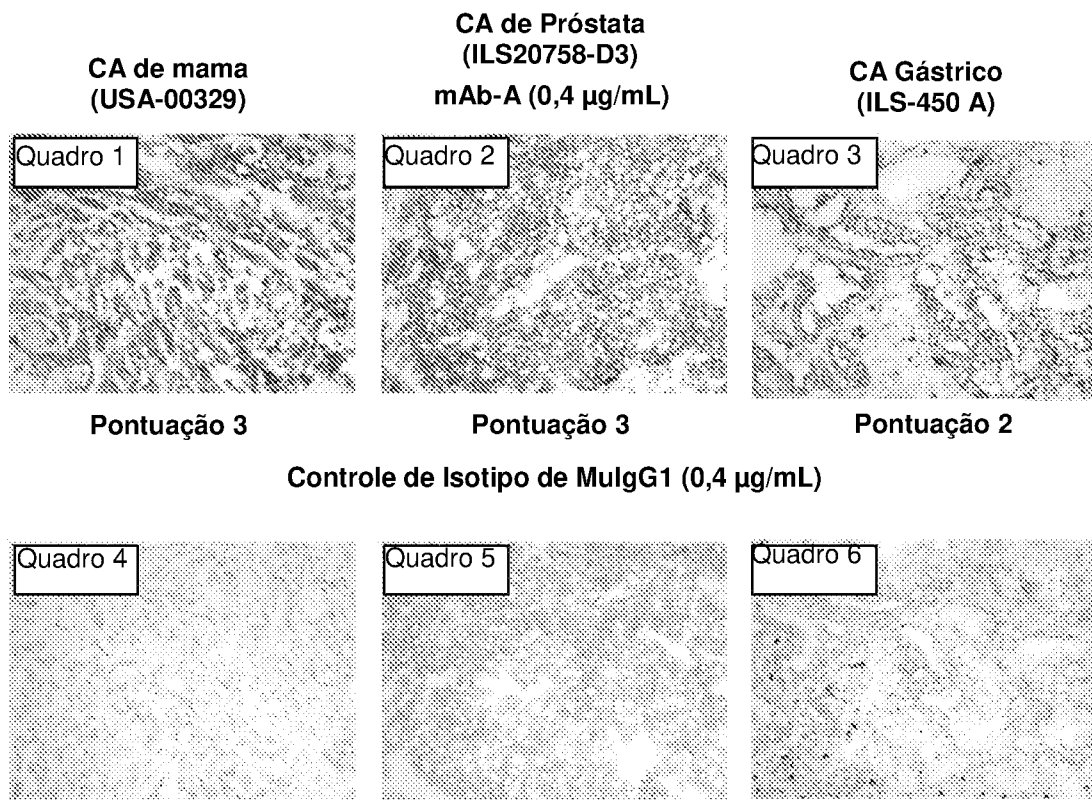 CA de mama
(USA-00329)
CA de Próstata
(ILS20758-D3)
mAb-A (0,4 µg/mL)
CA Gástrico
(ILS-450 A)
Quadro 1
Quadro 2
Quadro 3
Pontuação 3
Pontuação 3
Pontuação 2
Controle de Isotipo de MuIgG1 (0,4 µg/mL)
Quadro 4
Quadro 5
Quadro 6